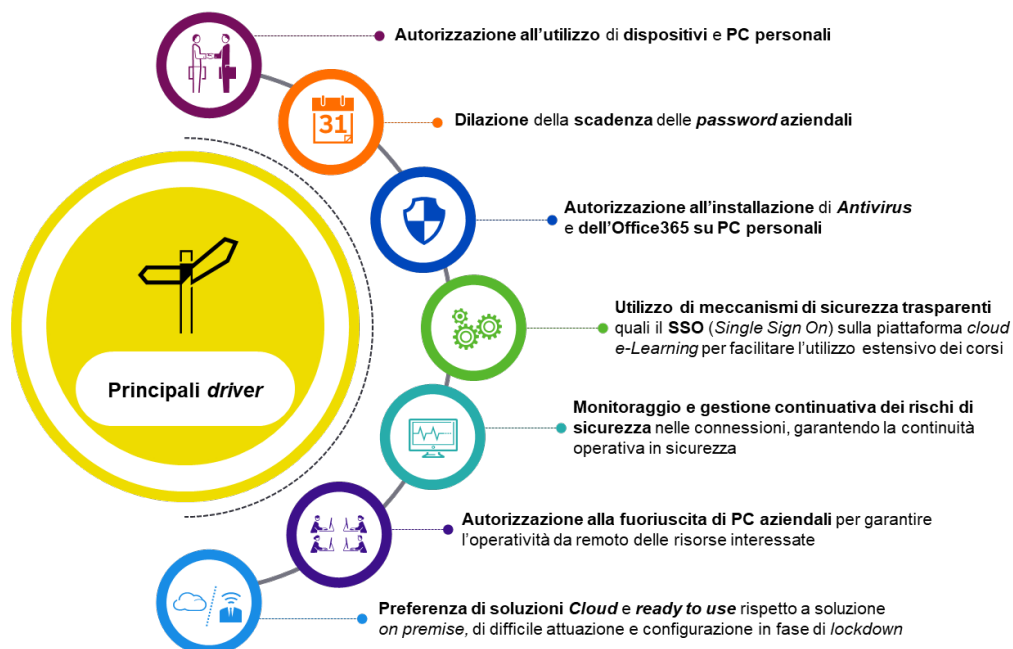 Autorizzazione all'utilizzo di dispositivi e PC personali
31
Dilazione della scadenza delle password aziendali
Autorizzazione all'installazione di Antivirus
e dell'Office365 su PC personali
Utilizzo di meccanismi di sicurezza trasparenti
quali il SSO (Single Sign On) sulla piattaforma cloud
e-Learning per facilitare l'utilizzo estensivo dei corsi
Principali driver
Monitoraggio e gestione continuativa dei rischi di
sicurezza nelle connessioni, garantendo la continuità
operativa in sicurezza
Autorizzazione alla fuoriuscita di PC aziendali per garantire
l'operatività da remoto delle risorse interessate
Preferenza di soluzioni Cloud e ready to use rispetto a soluzione
on premise, di difficile attuazione e configurazione in fase di lockdown